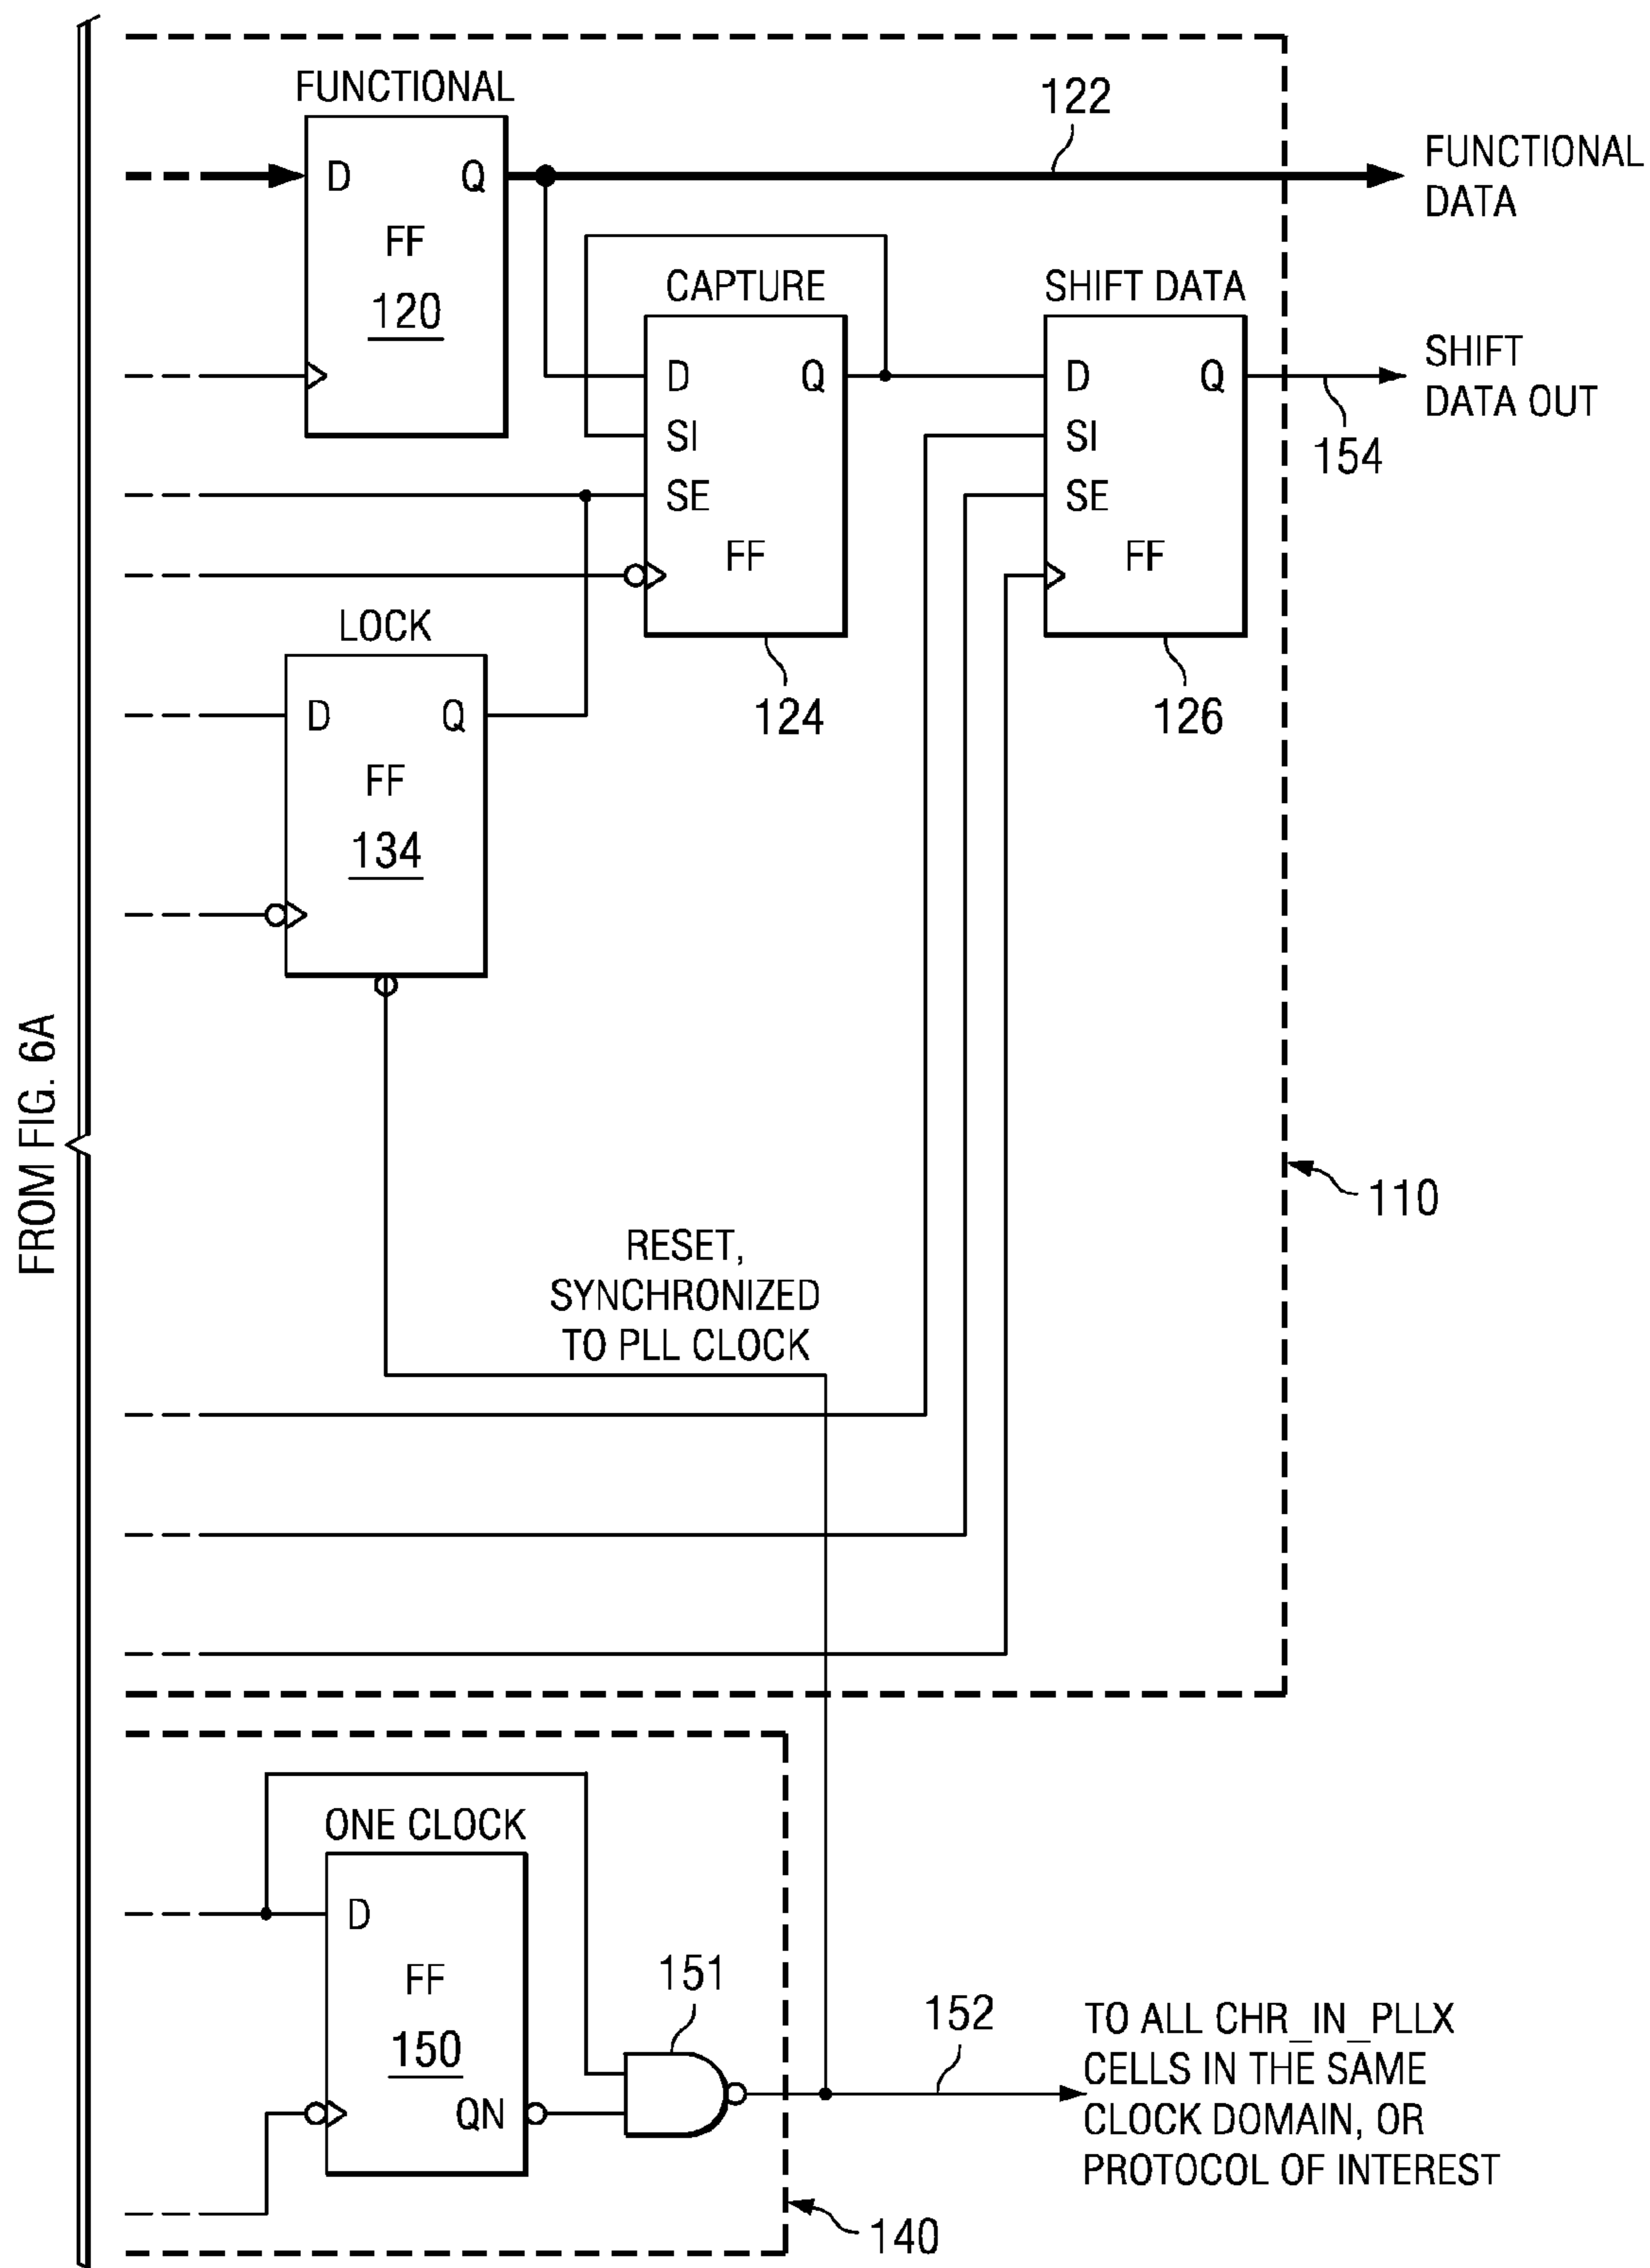 FUNCTIONAL
122
FUNCTIONAL
DATA
D Q
FF
120
CAPTURE
SHIFT DATA
D Q
SI
SE
FF
D Q
SI
SE
FF
SHIFT
DATA OUT
154
LOCK
124
126
D Q
FF
134
FROM FIG. 6A
110
RESET,
SYNCHRONIZED
TO PLL CLOCK
ONE CLOCK
D
FF
150
QN
151
152
TO ALL CHR_IN_PLLX
CELLS IN THE SAME
CLOCK DOMAIN, OR
PROTOCOL OF INTEREST
140